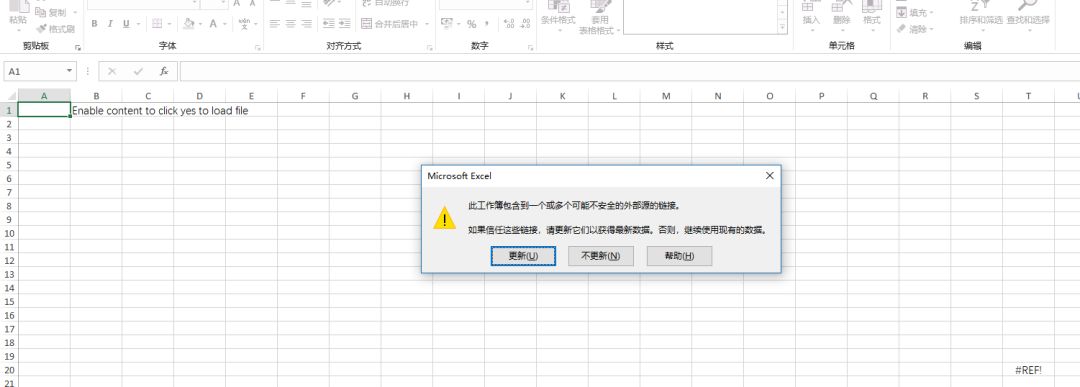 粘贴 复制 自动换行
格式刷 B I U A wén 文 合并后居中 % , .00 .0 条件格式 套用 表格格式 插入 删除 格式 填充 清除 排序和筛选 查找和选择
剪贴板 字体 对齐方式 数字 样式 单元格 编辑
A1 fx
A B C D E F G H I J K L M N O P Q R S T
1 Enable content to click yes to load file
2
3
4
5
Microsoft Excel
6
7
此工作簿包含到一个或多个可能不安全的外部源的链接。
8
9
如果信任这些链接，请更新它们以获得最新数据。否则，继续使用现有的数据。
10
11
更新(U) 不更新(N) 帮助(H)
12
13
14
15
16
17
18
19
20 #REF!
21